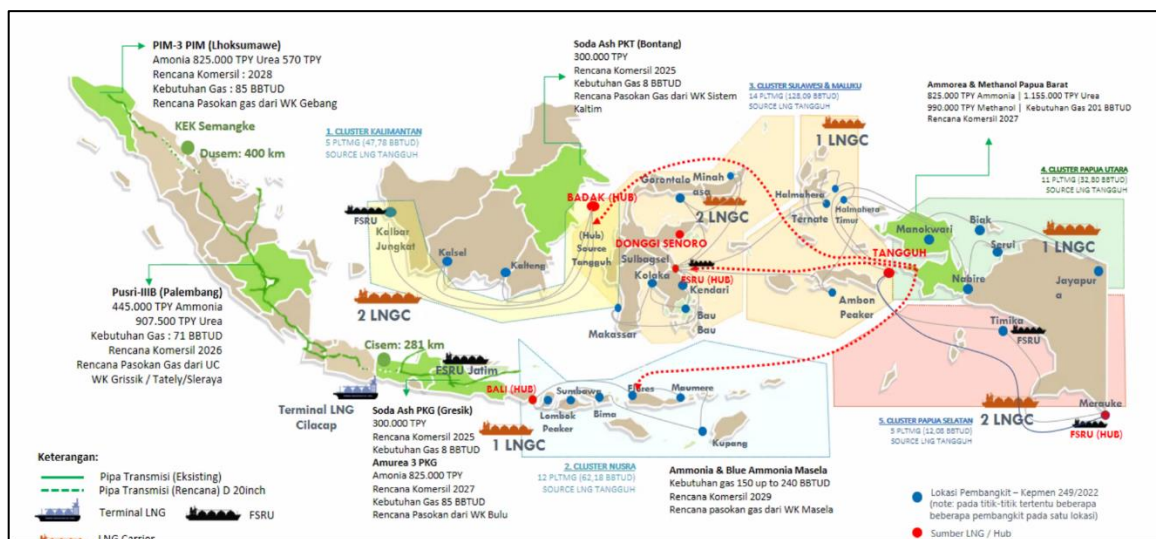 PIM-3 PIM (Lhoksumawe)
Amonia 825.000 TPY Urea 570 TPY
Rencana Komersil : 2028
Kebutuhan Gas : 85 BBTUD
Rencana Pasokan gas dari WK Gebang
KEK Semangke
Dusem: 400 km
Soda Ash PKT (Bontang)
300.000 TPY
Rencana Komersil 2025
Kebutuhan Gas 8 BBTUD
Rencana Pasokan Gas dari WK Sistem
Kaltim
1. CLUSTER KALIMANTAN
5 PLTMG (47,78 BBTUD)
SOURCE LNG TANGGUH
3. CLUSTER SULAWESI & MALUKU
14 PLTMG (128,09 BBTUD)
SOURCE LNG TANGGUH
1 LNGC
Ammorea & Methanol Papua Barat
825.000 TPY Ammonia | 1.155.000 TPY Urea
990.000 TPY Methanol | Kebutuhan Gas 201 BBTUD
Rencana Komersil 2027
4. CLUSTER PAPUA UTARA
11 PLTMG (32,80 BBTUD)
SOURCE LNG TANGGUH
FSRU
Kalbar
Jungkat
Kalsel
Kalteng
2 LNGC
BADAK (HUB)
(Hub)
Source
Tangguh
Gorontalo
Minah
asa
2 LNGC
DONGGI SENORO
Sulbagsel
Kolaka
FSRU (HUB)
Kendari
Bau
Bau
Makassar
Halmahera
Ternate
Halmahera
Timur
TANGGUH
Ambon
Peaker
Manokwari
Biak
Serui
Nabire
1 LNGC
Jayapur
a
Timika
FSRU
Merauke
2 LNGC
FSRU (HUB)
5. CLUSTER PAPUA SELATAN
3 PLTMG (12,08 BBTUD)
SOURCE LNG TANGGUH
Pusri-IIIB (Palembang)
445.000 TPY Ammonia
907.500 TPY Urea
Kebutuhan Gas : 71 BBTUD
Rencana Komersil 2026
Rencana Pasokan Gas dari UC
WK Grissik / Tately/Sleraya
Cisem: 281 km
FSRU Jatim
Terminal LNG
Cilacap
BALI (HUB)
1 LNGC
Lombok
Peaker
Sumbawa
Bima
Flores
Maumere
Kupang
2. CLUSTER NUSRA
12 PLTMG (62,18 BBTUD)
SOURCE LNG TANGGUH
Soda Ash PKG (Gresik)
300.000 TPY
Rencana Komersil 2025
Kebutuhan Gas 8 BBTUD
Amurea 3 PKG
Amonia 825.000 TPY
Rencana Komersil 2027
Kebutuhan Gas 85 BBTUD
Rencana Pasokan dari WK Bulu
Ammonia & Blue Ammonia Masela
Kebutuhan gas 150 up to 240 BBTUD
Rencana Komersil 2029
Rencana pasokan gas dari WK Masela
Keterangan:
Pipa Transmisi (Eksisting)
Pipa Transmisi (Rencana) D 20inch
Terminal LNG
FSRU
LNG Carrier
Lokasi Pembangkit – Kepmen 249/2022
(note: pada titik-titik tertentu beberapa
beberapa pembangkit pada satu lokasi)
Sumber LNG / Hub